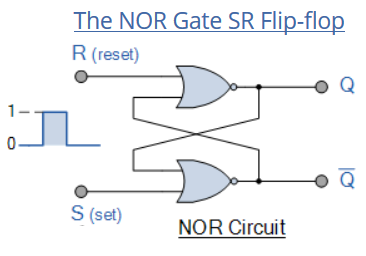 The NOR Gate SR Flip-flop
R (reset)
Q
1
0
Q̅
S (set)
NOR Circuit